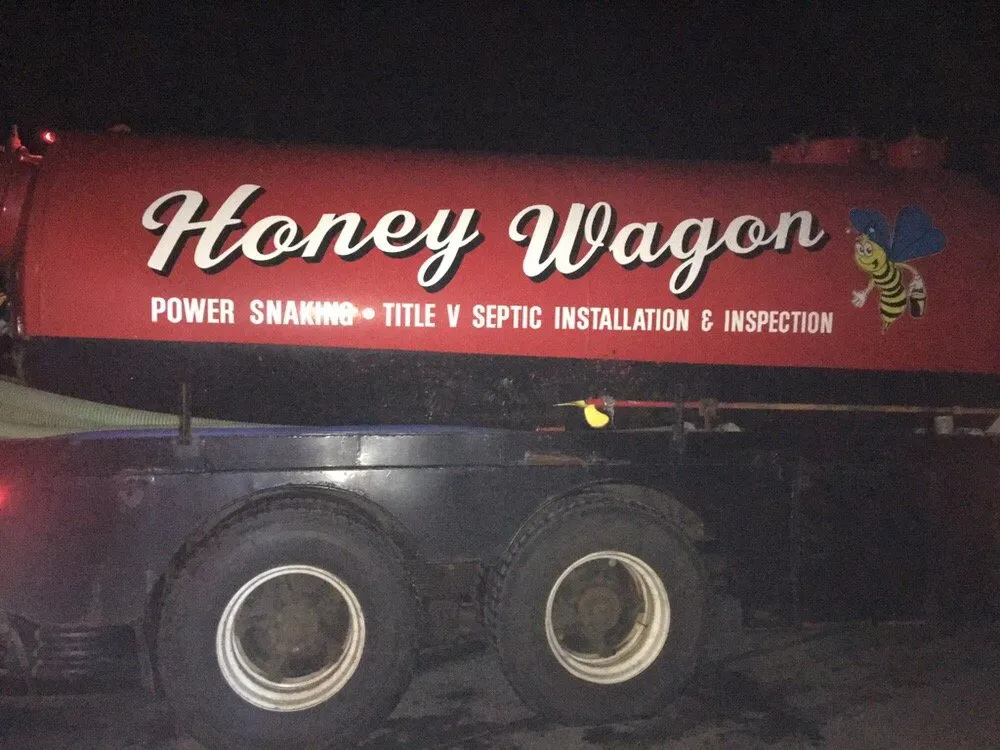 Honey Wagon
POWER SNAKING • TITLE V SEPTIC INSTALLATION & INSPECTION